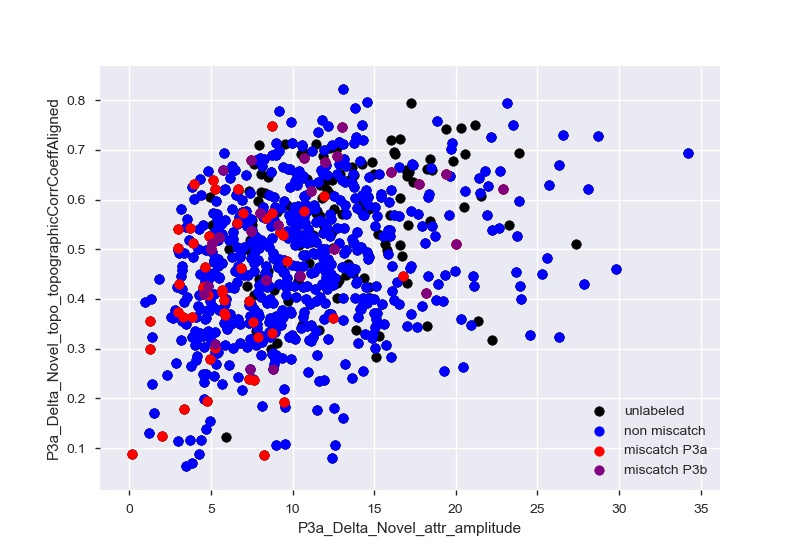 0.8
0.7
0.6
0.5
0.4
0.3
0.2
0.1
P3a_Delta_Novel_topo_topographicCorrCoeffAligned
unlabeled
non miscatch
miscatch P3a
miscatch P3b
0 5 10 15 20 25 30 35
P3a_Delta_Novel_attr_amplitude